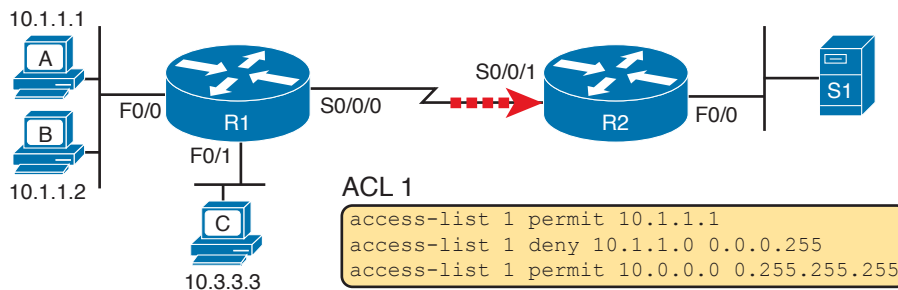 10.1.1.1
A
B
10.1.1.2
F0/0
R1
S0/0/0
F0/1
C
10.3.3.3
S0/0/1
R2
F0/0
S1
ACL 1
access-list 1 permit 10.1.1.1
access-list 1 deny 10.1.1.0 0.0.0.255
access-list 1 permit 10.0.0.0 0.255.255.255